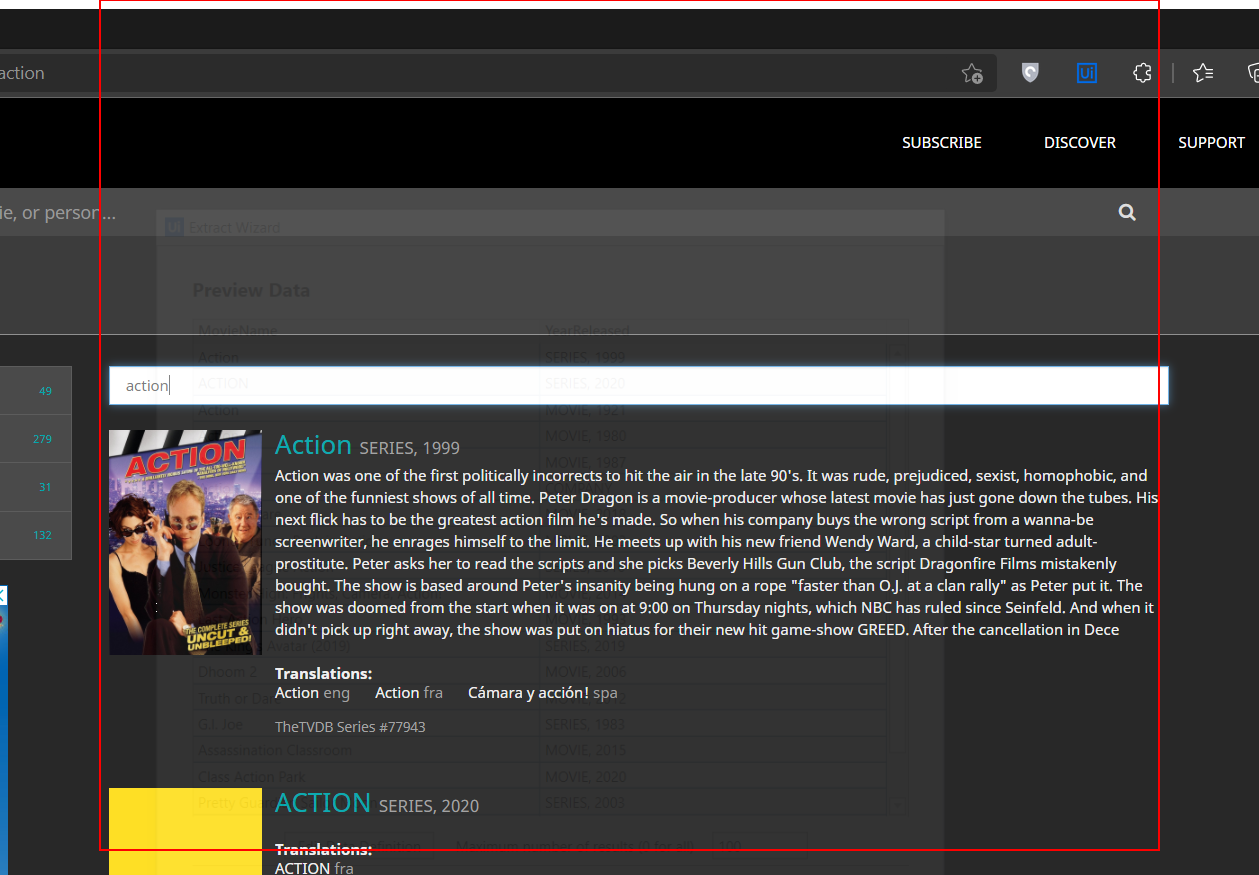 action
SUBSCRIBE
DISCOVER
SUPPORT
ie, or person...
Ui Extract Wizard
Preview Data
MovieName YearReleased
Action SERIES, 1999
ACTION SERIES, 2020
Action MOVIE, 1921
MOVIE, 1980
MOVIE, 1987
49
279
31
132
action
ACTION
THE COMPLETE SERIES
UNCUT &
UNBLEEPED!
Action SERIES, 1999
Action was one of the first politically incorrects to hit the air in the late 90's. It was rude, prejudiced, sexist, homophobic, and
one of the funniest shows of all time. Peter Dragon is a movie-producer whose latest movie has just gone down the tubes. His
next flick has to be the greatest action film he's made. So when his company buys the wrong script from a wanna-be
screenwriter, he enrages himself to the limit. He meets up with his new friend Wendy Ward, a child-star turned adult-
prostitute. Peter asks her to read the scripts and she picks Beverly Hills Gun Club, the script Dragonfire Films mistakenly
bought. The show is based around Peter's insanity being hung on a rope "faster than O.J. at a clan rally" as Peter put it. The
show was doomed from the start when it was on at 9:00 on Thursday nights, which NBC has ruled since Seinfeld. And when it
didn't pick up right away, the show was put on hiatus for their new hit game-show GREED. After the cancellation in Dece
Avatar (2019) SERIES, 2019
Translations:
Dhoom 2 MOVIE, 2006
Action eng Action fra Cámara y acción! spa
Truth or
G.I. Joe SERIES, 1983
TheTVDB Series #77943
Assassination Classroom MOVIE, 2015
Class Action Park MOVIE, 2020
Pretty SERIES, 2003
ACTION SERIES, 2020
Maximum number of results (0 for all) 100
Translations:
ACTION fra